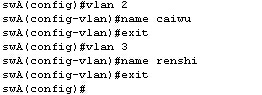 swA(config)#vlan 2
swA(config-vlan)#name caiwu
swA(config-vlan)#exit
swA(config)#vlan 3
swA(config-vlan)#name renshi
swA(config-vlan)#exit
swA(config)#